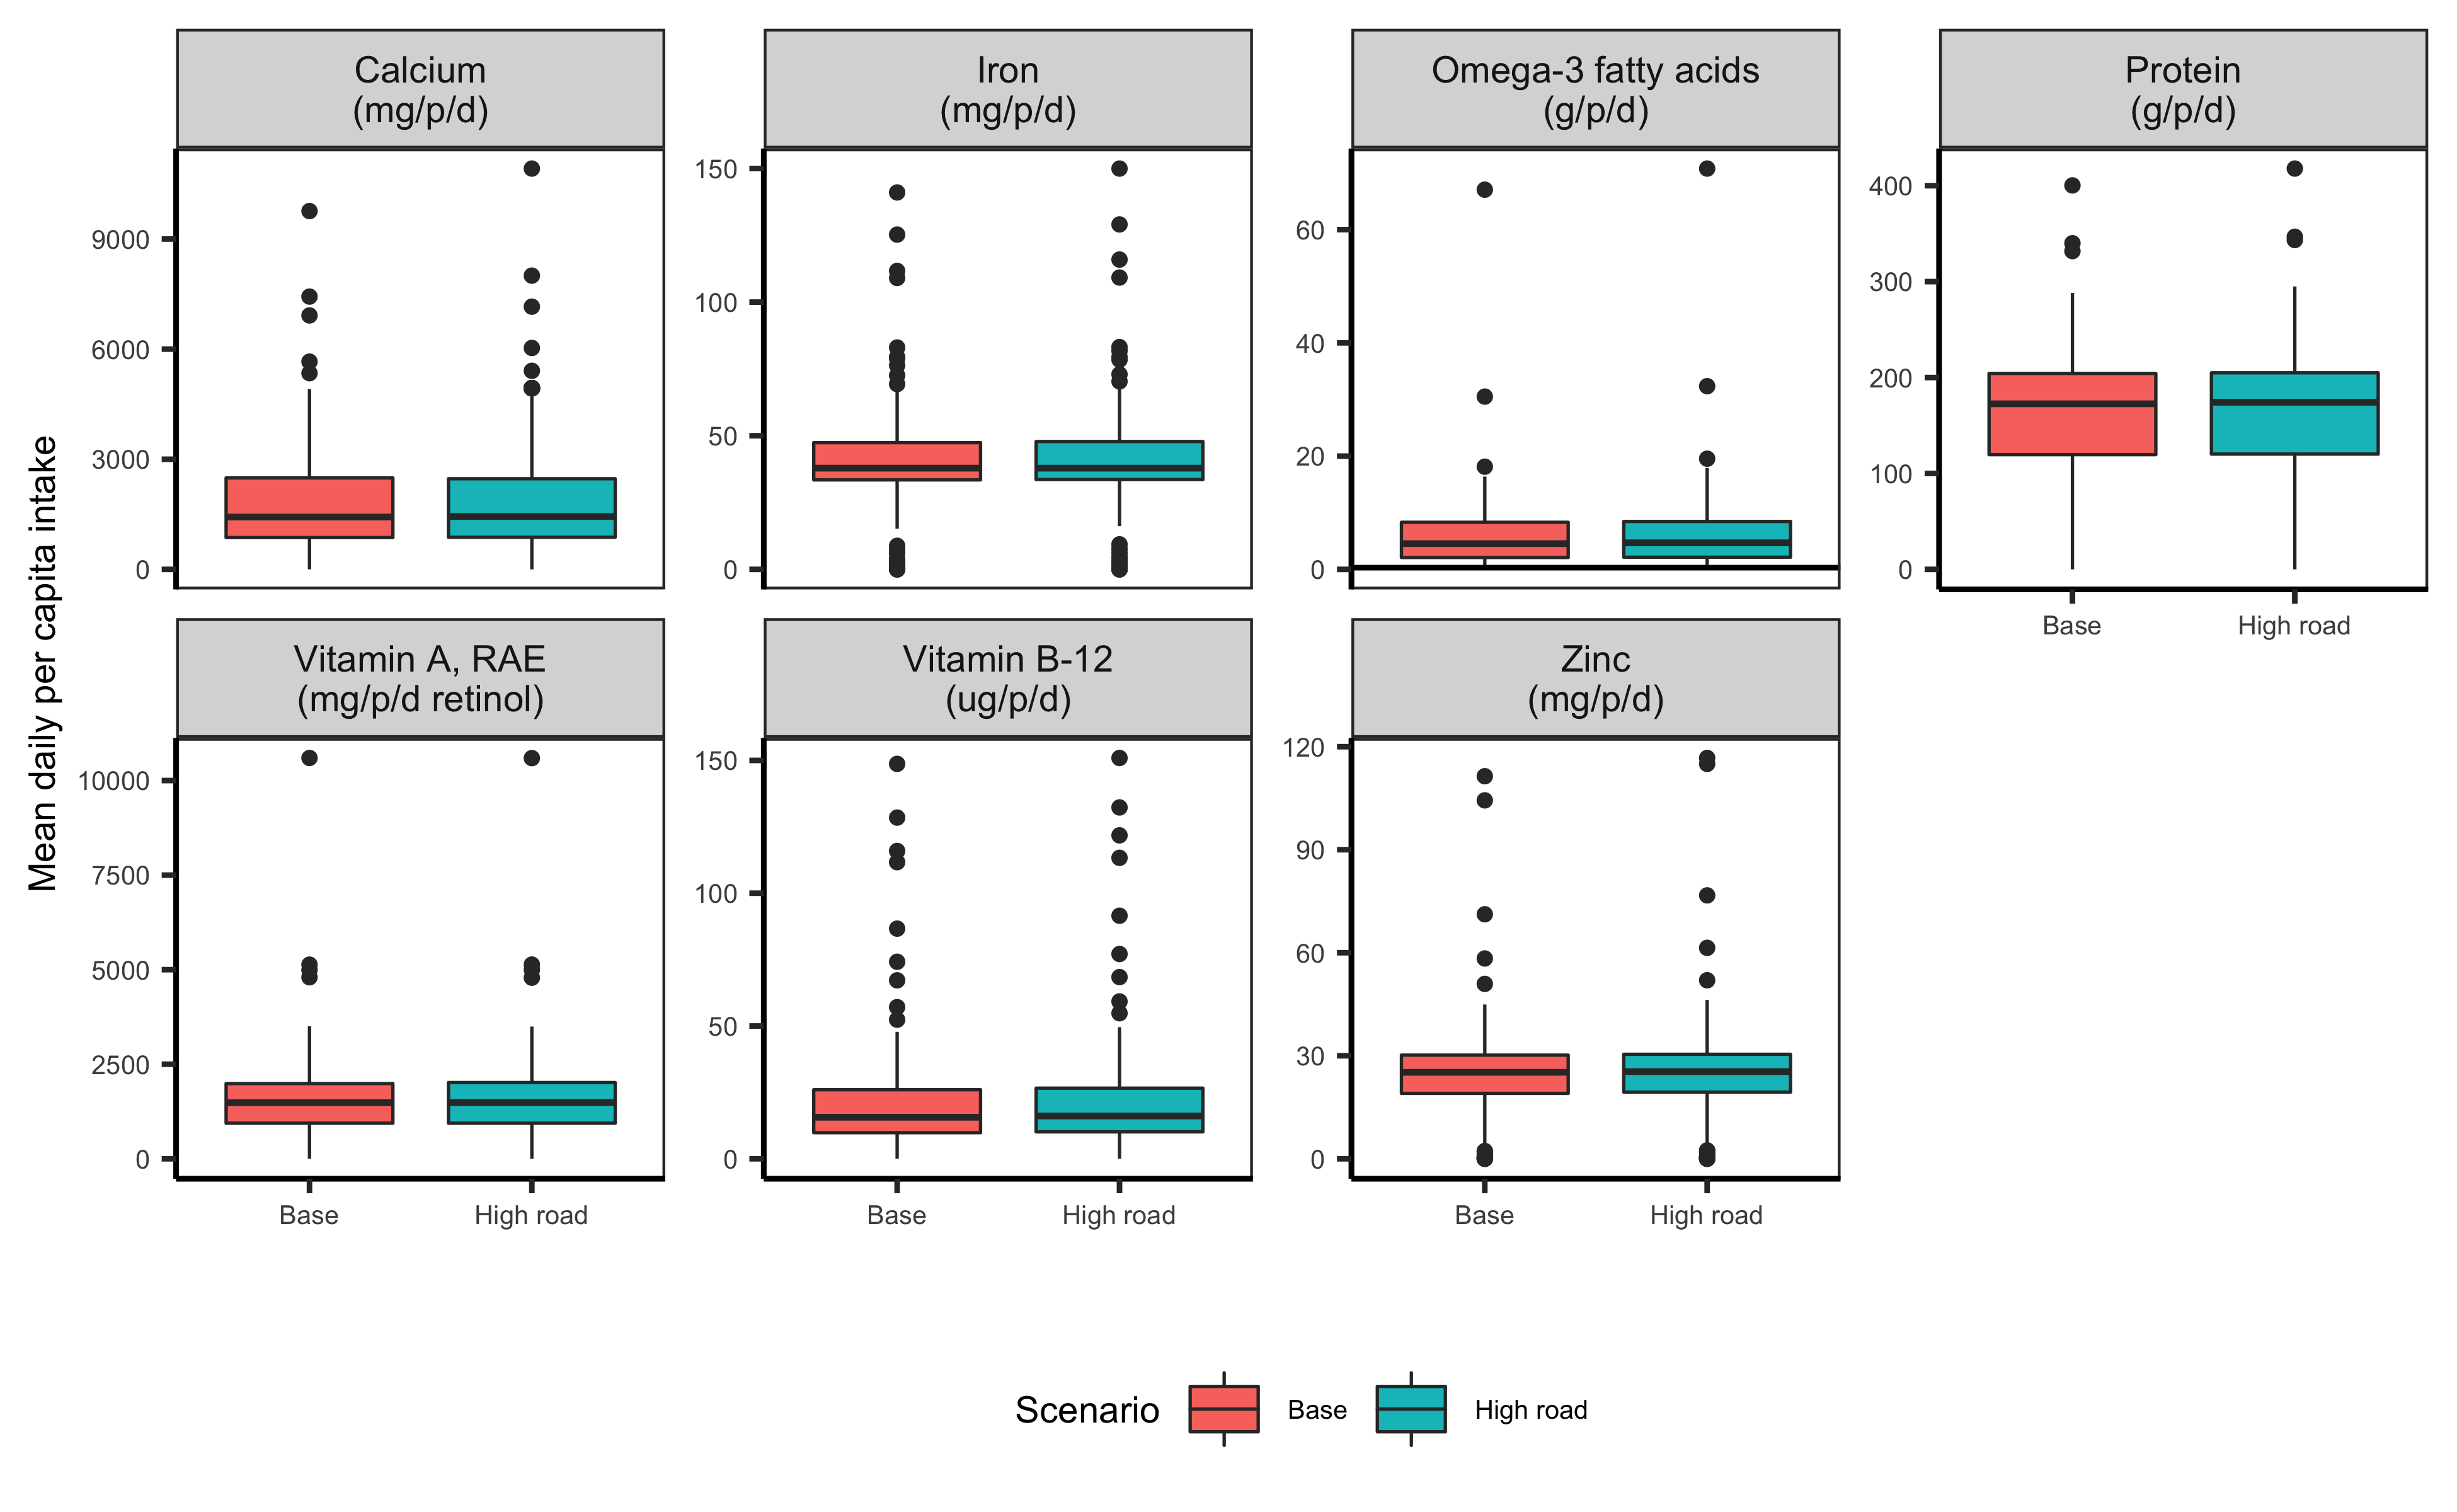 Mean daily per capita intake
Calcium
(mg/p/d)
9000
6000
3000
0
Iron
(mg/p/d)
150
100
50
0
Omega-3 fatty acids
(g/p/d)
60
40
20
0
Protein
(g/p/d)
400
300
200
100
0
Base
High road
Vitamin A, RAE
(mg/p/d retinol)
10000
7500
5000
2500
0
Base
High road
Vitamin B-12
(ug/p/d)
150
100
50
0
Base
High road
Zinc
(mg/p/d)
120
90
60
30
0
Base
High road
Scenario
Base
High road